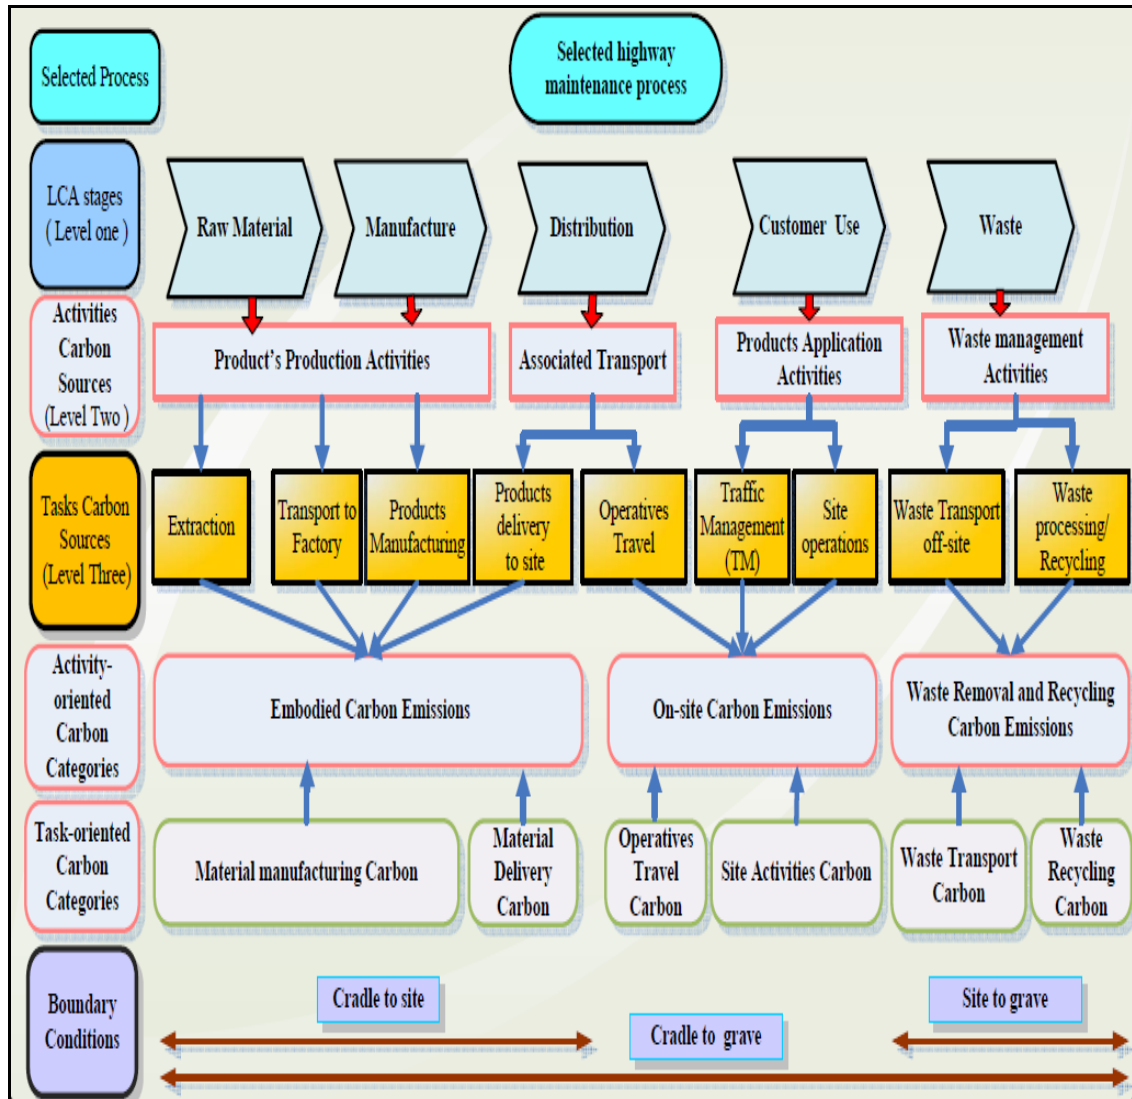 Selected Process
Selected highway
maintenance process
LCA stages
( Level one )
Raw Material
Manufacture
Distribution
Customer Use
Waste
Activities
Carbon
Sources
(Level Two )
Product's Production Activities
Associated Transport
Products Application
Activities
Waste management
Activities
Tasks Carbon
Sources
(Level Three)
Extraction
Transport to
Factory
Products
Manufacturing
Products
delivery
to site
Operatives
Travel
Traffic
Management
(TM)
Site
operations
Waste Transport
off-site
Waste
processing/
Recycling
Activity-
oriented
Carbon
Categories
Embodied Carbon Emissions
On-site Carbon Emissions
Waste Removal and Recycling
Carbon Emissions
Task-oriented
Carbon
Categories
Material manufacturing Carbon
Material
Delivery
Carbon
Operatives
Travel
Carbon
Site Activities Carbon
Waste Transport
Carbon
Waste
Recycling
Carbon
Boundary
Conditions
Cradle to site
Cradle to grave
Site to grave